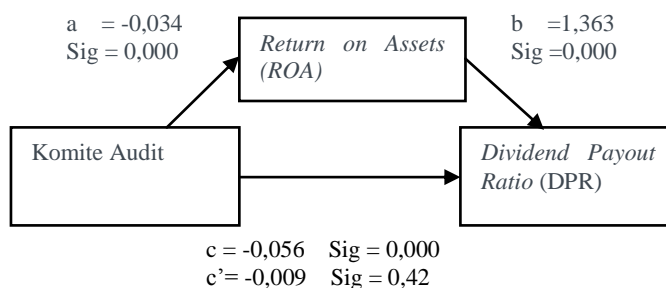 a = -0,034
Sig = 0,000
Return on Assets
(ROA)
b =1,363
Sig =0,000
Komite Audit
Dividend Payout
Ratio (DPR)
c = -0,056 Sig = 0,000
c’= -0,009 Sig = 0,42